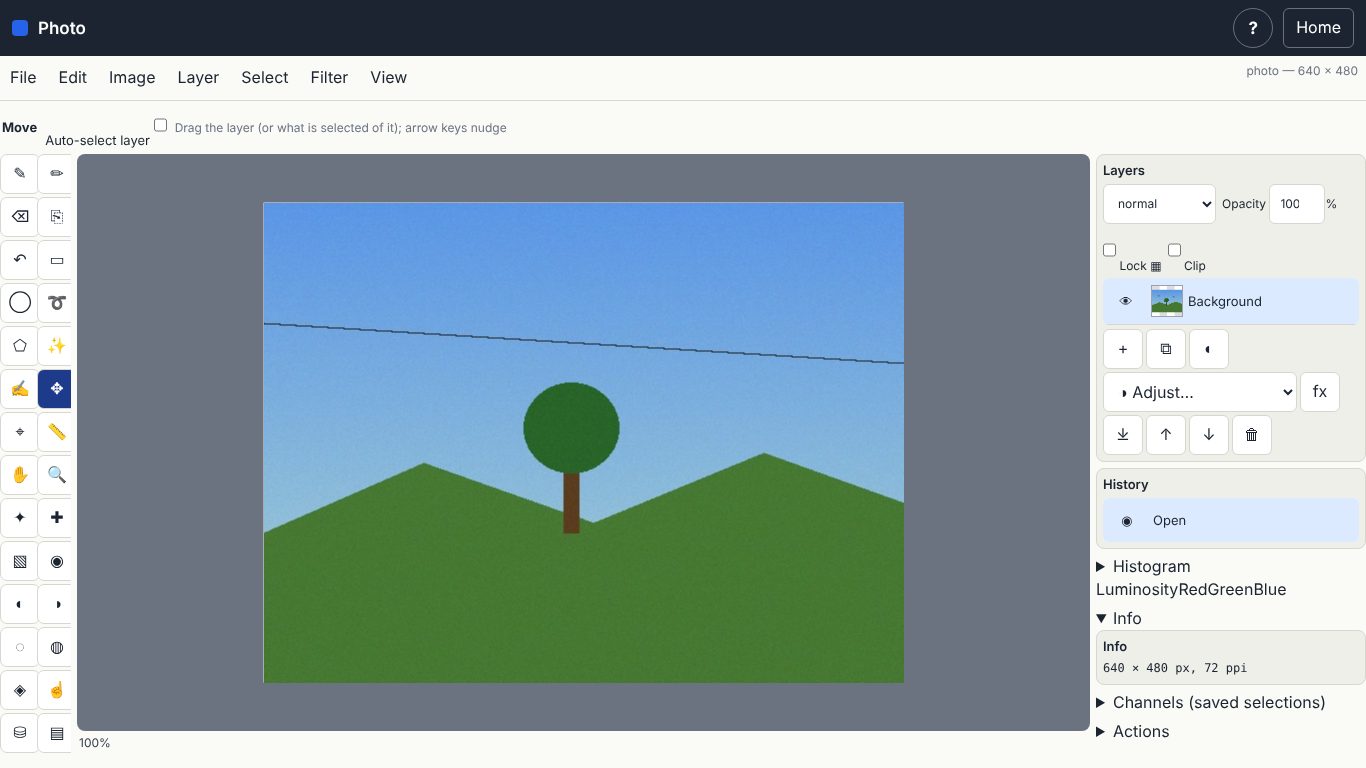 Photo
?
Home
File Edit Image Layer Select Filter View
photo — 640 × 480
Move
Auto-select layer
Drag the layer (or what is selected of it); arrow keys nudge
Layers
normal
Opacity
100
%
Lock
Clip
Background
+
Adjust...
fx
History
Open
Histogram
LuminosityRedGreenBlue
Info
Info
640 × 480 px, 72 ppi
Channels (saved selections)
Actions
100%